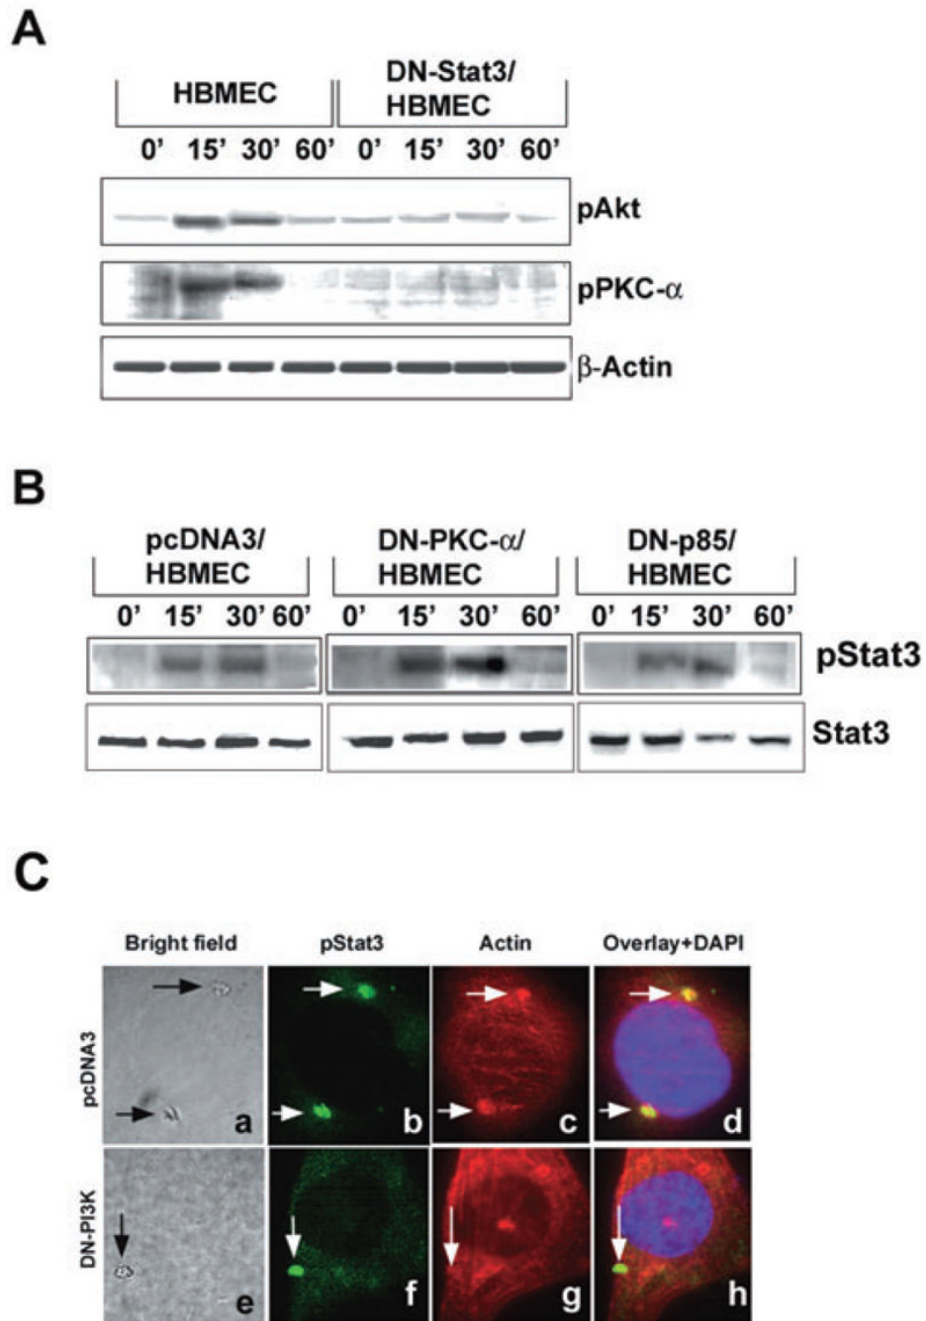 A
HBMEC
DN-Stat3/
HBMEC
0’ 15’ 30’ 60’ 0’ 15’ 30’ 60’
pAkt
pPKC-α
β-Actin
B
pcDNA3/
HBMEC
DN-PKC-α/
HBMEC
DN-p85/
HBMEC
0’ 15’ 30’ 60’ 0’ 15’ 30’ 60’ 0’ 15’ 30’ 60’
pStat3
Stat3
C
Bright field pStat3 Actin Overlay+DAPI
pcDNA3
a b c d
DN-PI3K
e f g h